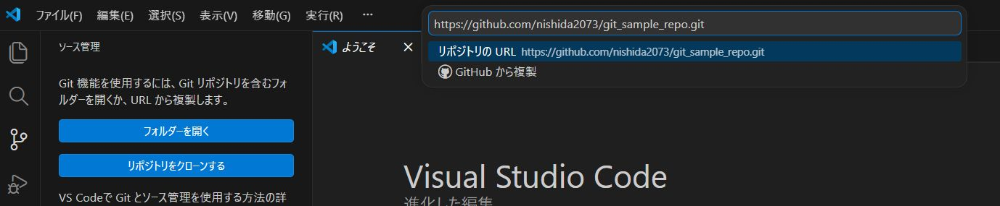 ファイル(F) 編集(E) 選択(S) 表示(V) 移動(G) 実行(R) …
https://github.com/nishida2073/git_sample_repo.git
リポジトリの URL https://github.com/nishida2073/git_sample_repo.git
GitHub から複製
ソース管理
Git 機能を使用するには、Git リポジトリを含むフォ
ルダーを開くか、URL から複製します。
フォルダーを開く
リポジトリをクローンする
VS Codeで Git とソース管理を使用する方法の詳
ようこそ
Visual Studio Code
進化した編集